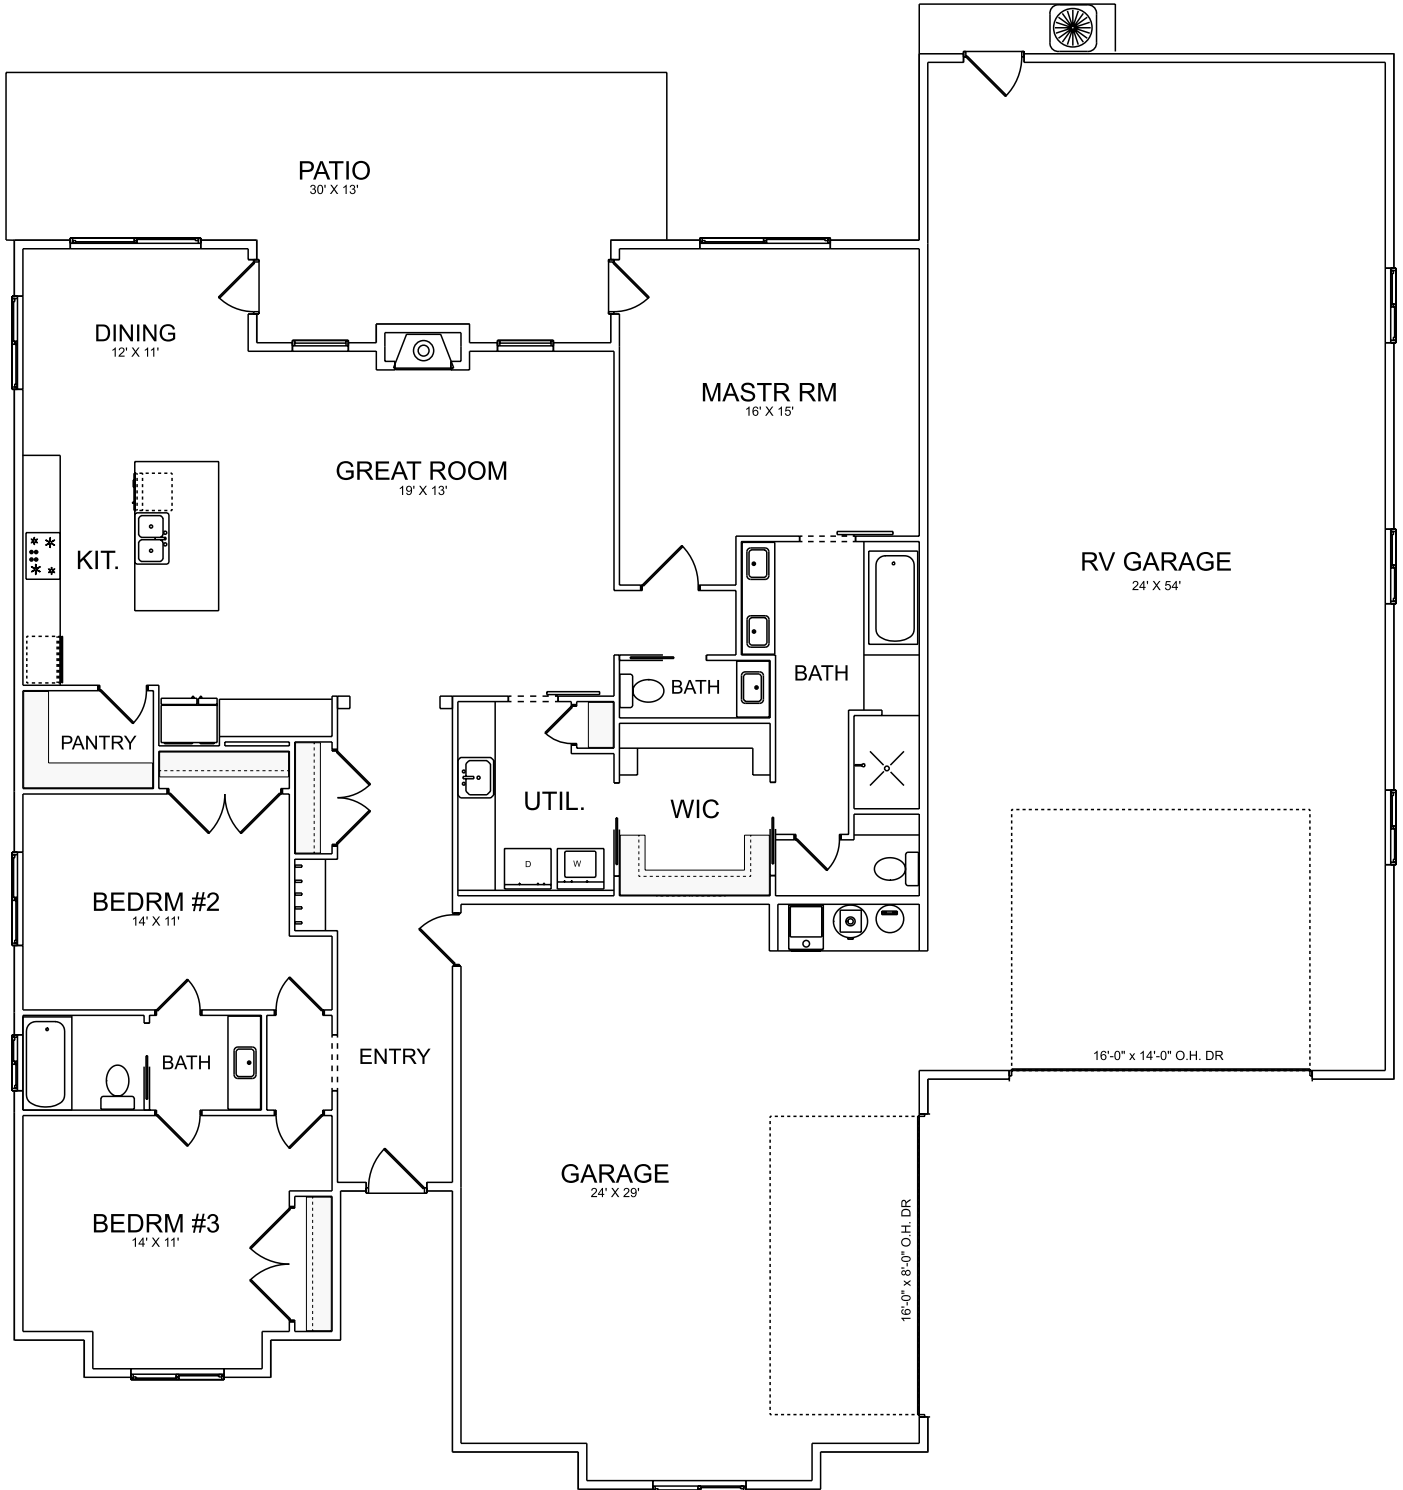 PATIO
30' X 13'
DINING
12' X 11'
MASTR RM
16' X 15'
GREAT ROOM
19' X 13'
KIT.
RV GARAGE
24' X 54'
BATH
BATH
PANTRY
UTIL.
WIC
D
W
BEDRM #2
14' X 11'
BATH
ENTRY
16'-0" x 14'-0" O.H. DR
GARAGE
24' X 29'
16'-0" x 8'-0" O.H. DR
BEDRM #3
14' X 11'